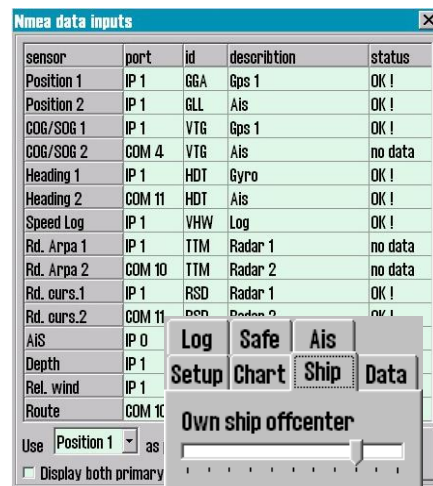 Nmea data inputs
sensor port id describtion status
Position 1 IP 1 GGA Gps 1 OK !
Position 2 IP 1 GLL Ais OK !
COG/SOG 1 IP 1 VTG Gps 1 OK !
COG/SOG 2 COM 4 VTG Ais no data
Heading 1 IP 1 HDT Gyro OK !
Heading 2 COM 11 HDT Ais OK !
Speed Log IP 1 VHW Log OK !
Rd. Arpa 1 IP 1 TTM Radar 1 no data
Rd. Arpa 2 COM 10 TTM Radar 2 no data
Rd. curs.1 IP 1 RSD Radar 1 OK !
Rd. curs.2 COM 11 RSD Radar 2 OK !
AiS IP 0
Depth IP 1
Rel. wind IP 1
Route
Use Position 1 as
Display both primary
Log Safe Ais
Setup Chart Ship Data
Own ship offcenter